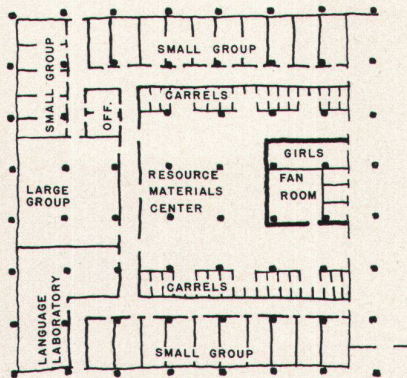 SMALL GROUP
SMALL GROUP
CARRELS
OFF.
GIRLS
FAN
ROOM
RESOURCE
MATERIALS
CENTER
LARGE
GROUP
CARRELS
LANGUAGE
LABORATORY
SMALL GROUP